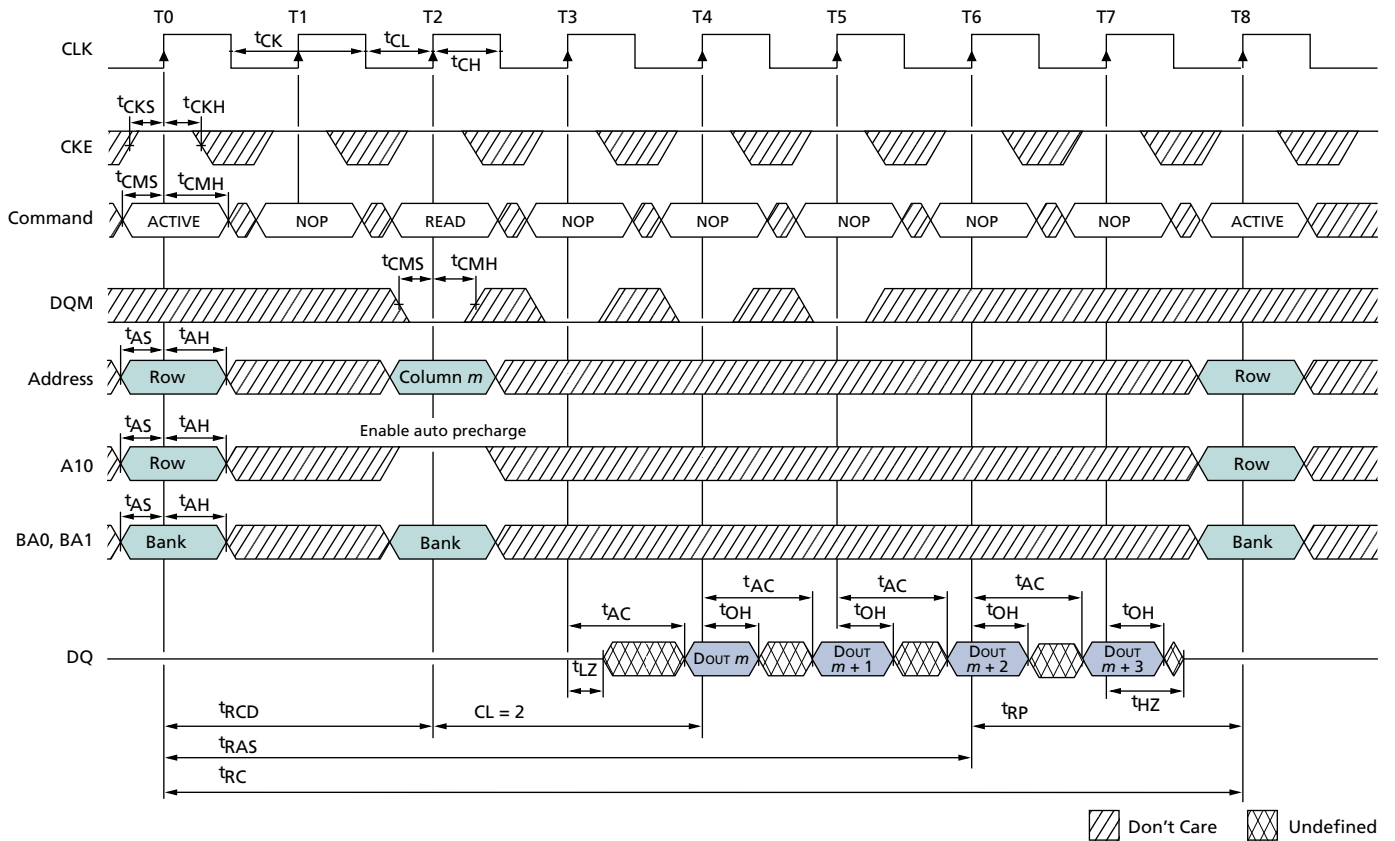 T0 T1 T2 T3 T4 T5 T6 T7 T8
CLK tCK tCL tCH
tCKS tCKH
CKE
tCMS tCMH
Command ACTIVE NOP READ NOP NOP NOP NOP NOP ACTIVE
tCMS tCMH
DQM
tAS tAH
Address Row Column m Row
tAS tAH Enable auto precharge
A10 Row Row
tAS tAH
BA0, BA1 Bank Bank Bank
tAC tAC tAC
tAC tOH tOH tOH tOH
DQ DOUT m DOUT m + 1 DOUT m + 2 DOUT m + 3
tLZ tHZ
tRCD CL = 2 tRP
tRAS
tRC
Don't Care Undefined